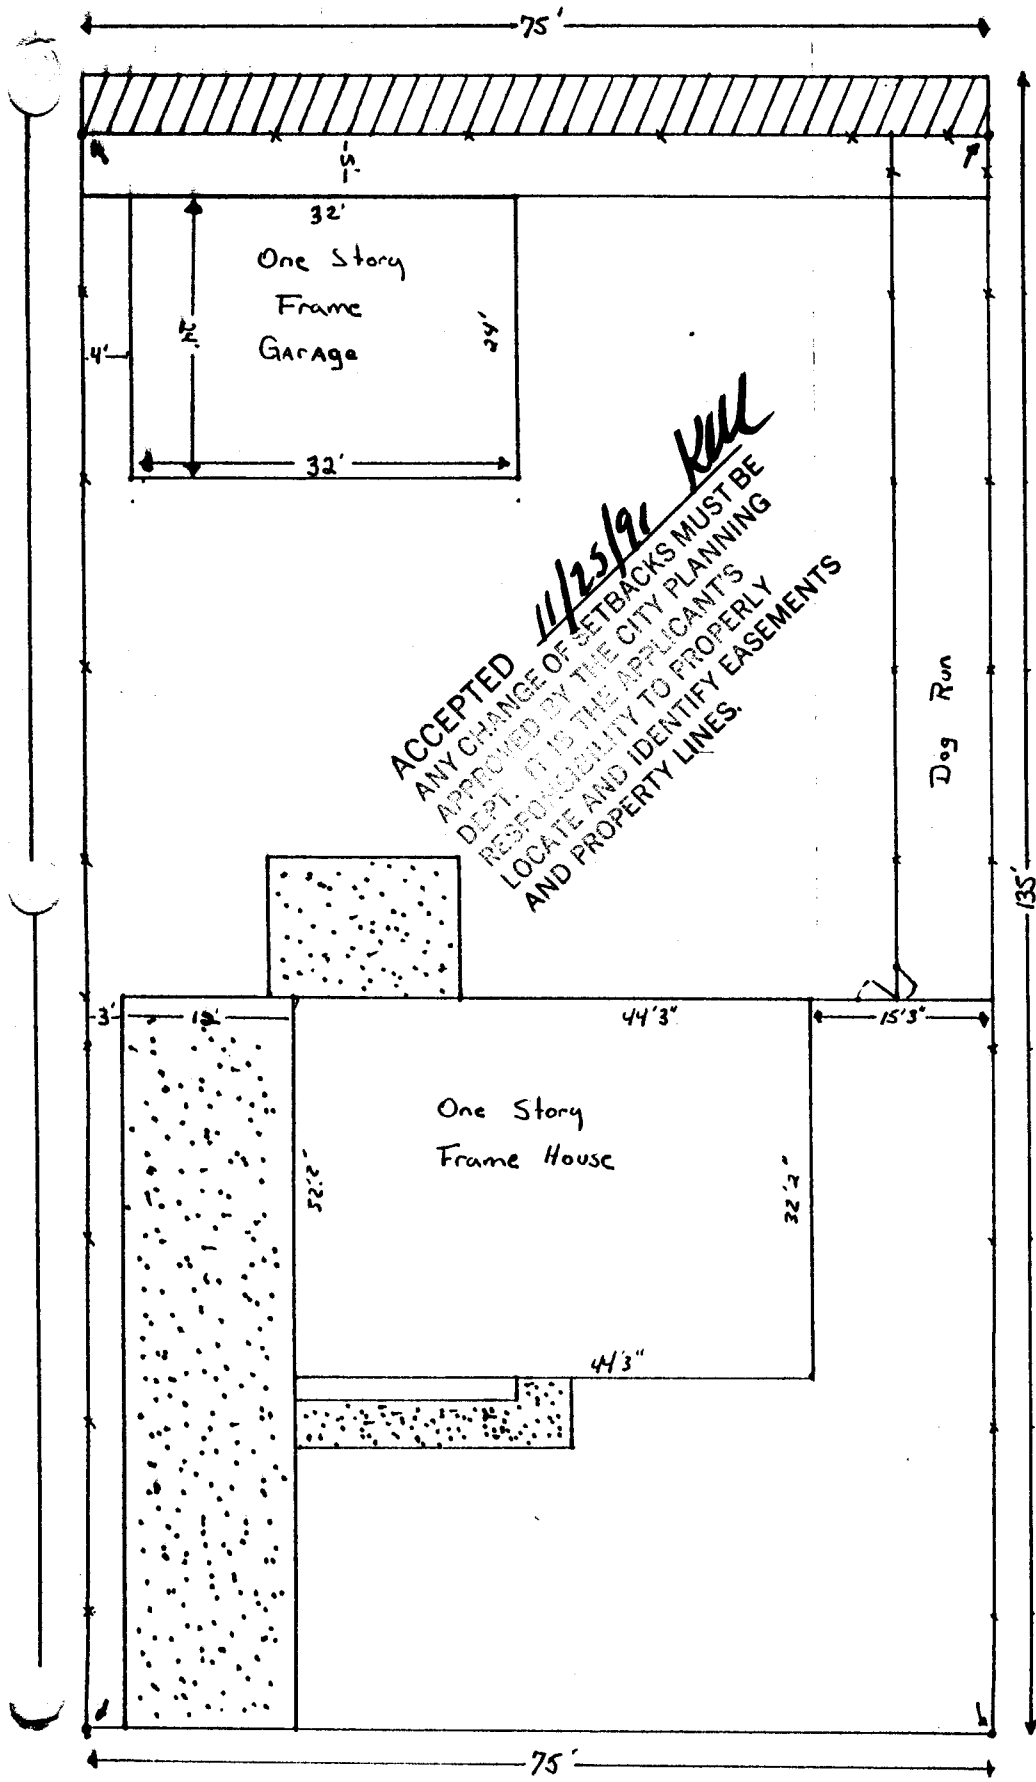 75'
-5'-
32'
One Story
Frame
Garage
24'
24'
4'
32'
11/25/91
ACCEPTED
ANY CHANGE OF SETBACKS MUST BE
APPROVED BY THE CITY PLANNING
DEPT. IT IS THE APPLICANT'S
RESPONSIBILITY TO PROPERLY
LOCATE AND IDENTIFY EASEMENTS
AND PROPERTY LINES.
Dog Run
135'
3'
44'3"
15'3"
One Story
Frame House
32'2"
32'2"
44'3"
75'